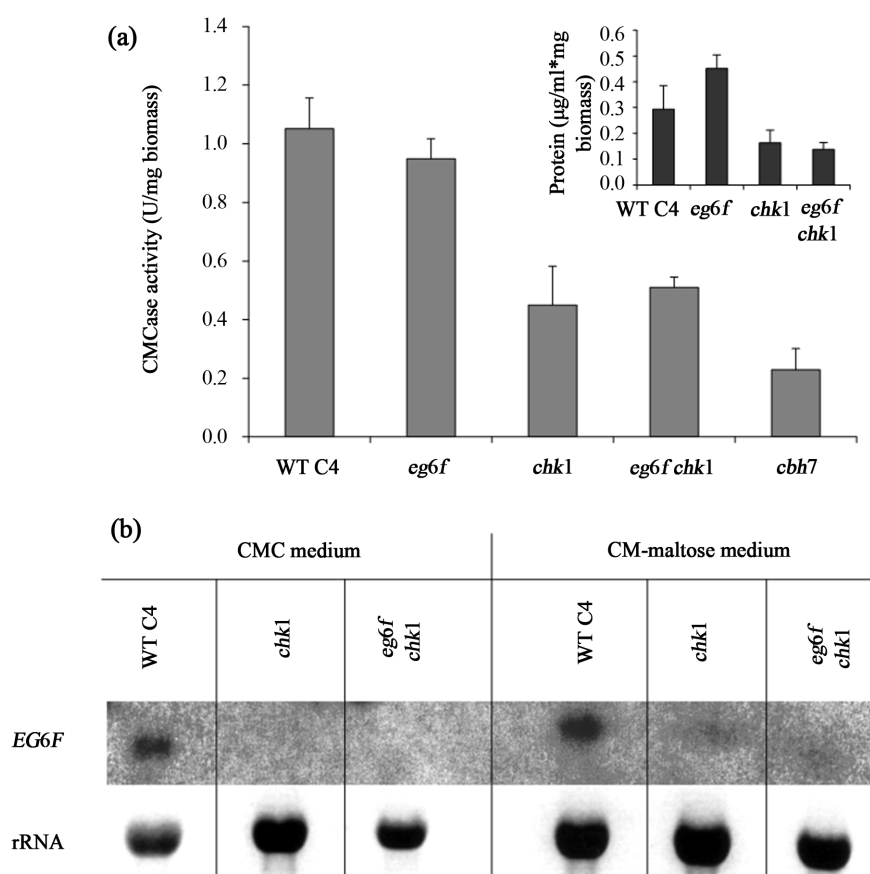 (a)
CMCase activity (U/mg biomass)
1.4
1.2
1.0
0.8
0.6
0.4
0.2
0.0
WT C4
eg6f
chk1
eg6f chk1
cbh7
Protein (µg/ml*mg
biomass)
0.6
0.5
0.4
0.3
0.2
0.1
0.0
WT C4
eg6f
chk1
eg6f
chk1
(b)
CMC medium
CM-maltose medium
WT C4
chk1
eg6f
chk1
WT C4
chk1
eg6f
chk1
EG6F
rRNA